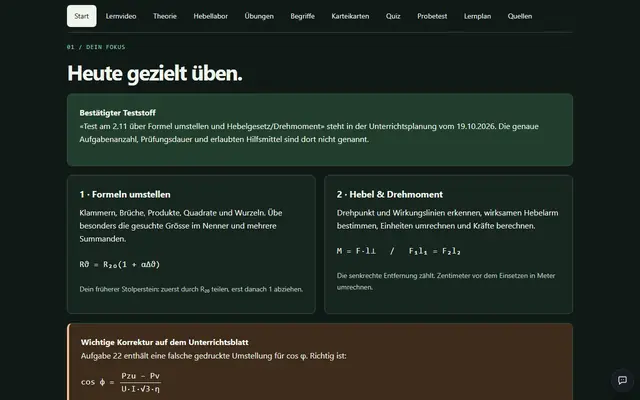 Start Lernvideo Theorie Hebellabor Übungen Begriffe Karteikarten Quiz Probetest Lernplan Quellen
01 / DEIN FOKUS
Heute gezielt üben.
Bestätigter Teststoff
«Test am 2.11 über Formel umstellen und Hebelgesetz/Drehmoment» steht in der Unterrichtsplanung vom 19.10.2026. Die genaue
Aufgabenanzahl, Prüfungsdauer und erlaubten Hilfsmittel sind dort nicht genannt.
1 · Formeln umstellen
Klammern, Brüche, Produkte, Quadrate und Wurzeln. Übe
besonders die gesuchte Grösse im Nenner und mehrere
Summanden.
Rϑ = R₂₀(1 + αΔϑ)
Dein früherer Stolperstein: zuerst durch R₂₀ teilen, erst danach 1 abziehen.
2 · Hebel & Drehmoment
Drehpunkt und Wirkungslinien erkennen, wirksamen Hebelarm
bestimmen, Einheiten umrechnen und Kräfte berechnen.
M = F·l⊥ / F₁l₁ = F₂l₂
Die senkrechte Entfernung zählt. Zentimeter vor dem Einsetzen in Meter
umrechnen.
Wichtige Korrektur auf dem Unterrichtsblatt
Aufgabe 22 enthält eine falsche gedruckte Umstellung für cos φ. Richtig ist:
cos ϕ = Pzu − Pv
U·I·√3·η